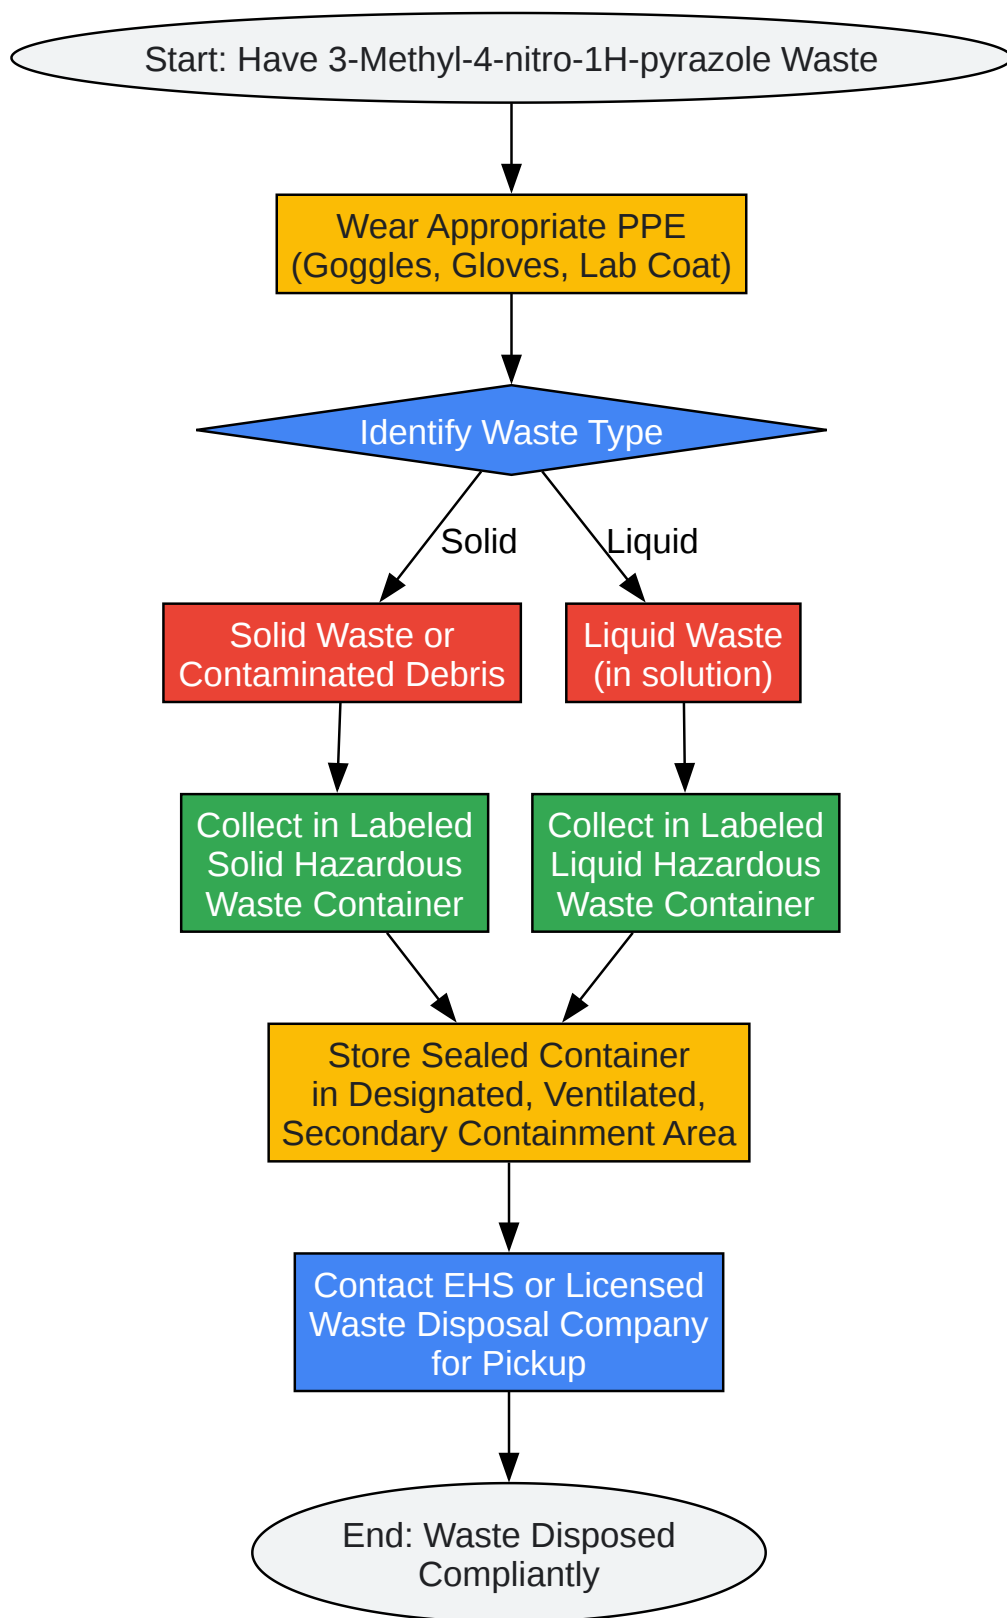 Start: Have 3-Methyl-4-nitro-1H-pyrazole Waste
Wear Appropriate PPE
(Goggles, Gloves, Lab Coat)
Identify Waste Type
Solid
Liquid
Solid Waste or
Contaminated Debris
Liquid Waste
(in solution)
Collect in Labeled
Solid Hazardous
Waste Container
Collect in Labeled
Liquid Hazardous
Waste Container
Store Sealed Container
in Designated, Ventilated,
Secondary Containment Area
Contact EHS or Licensed
Waste Disposal Company
for Pickup
End: Waste Disposed
Compliantly